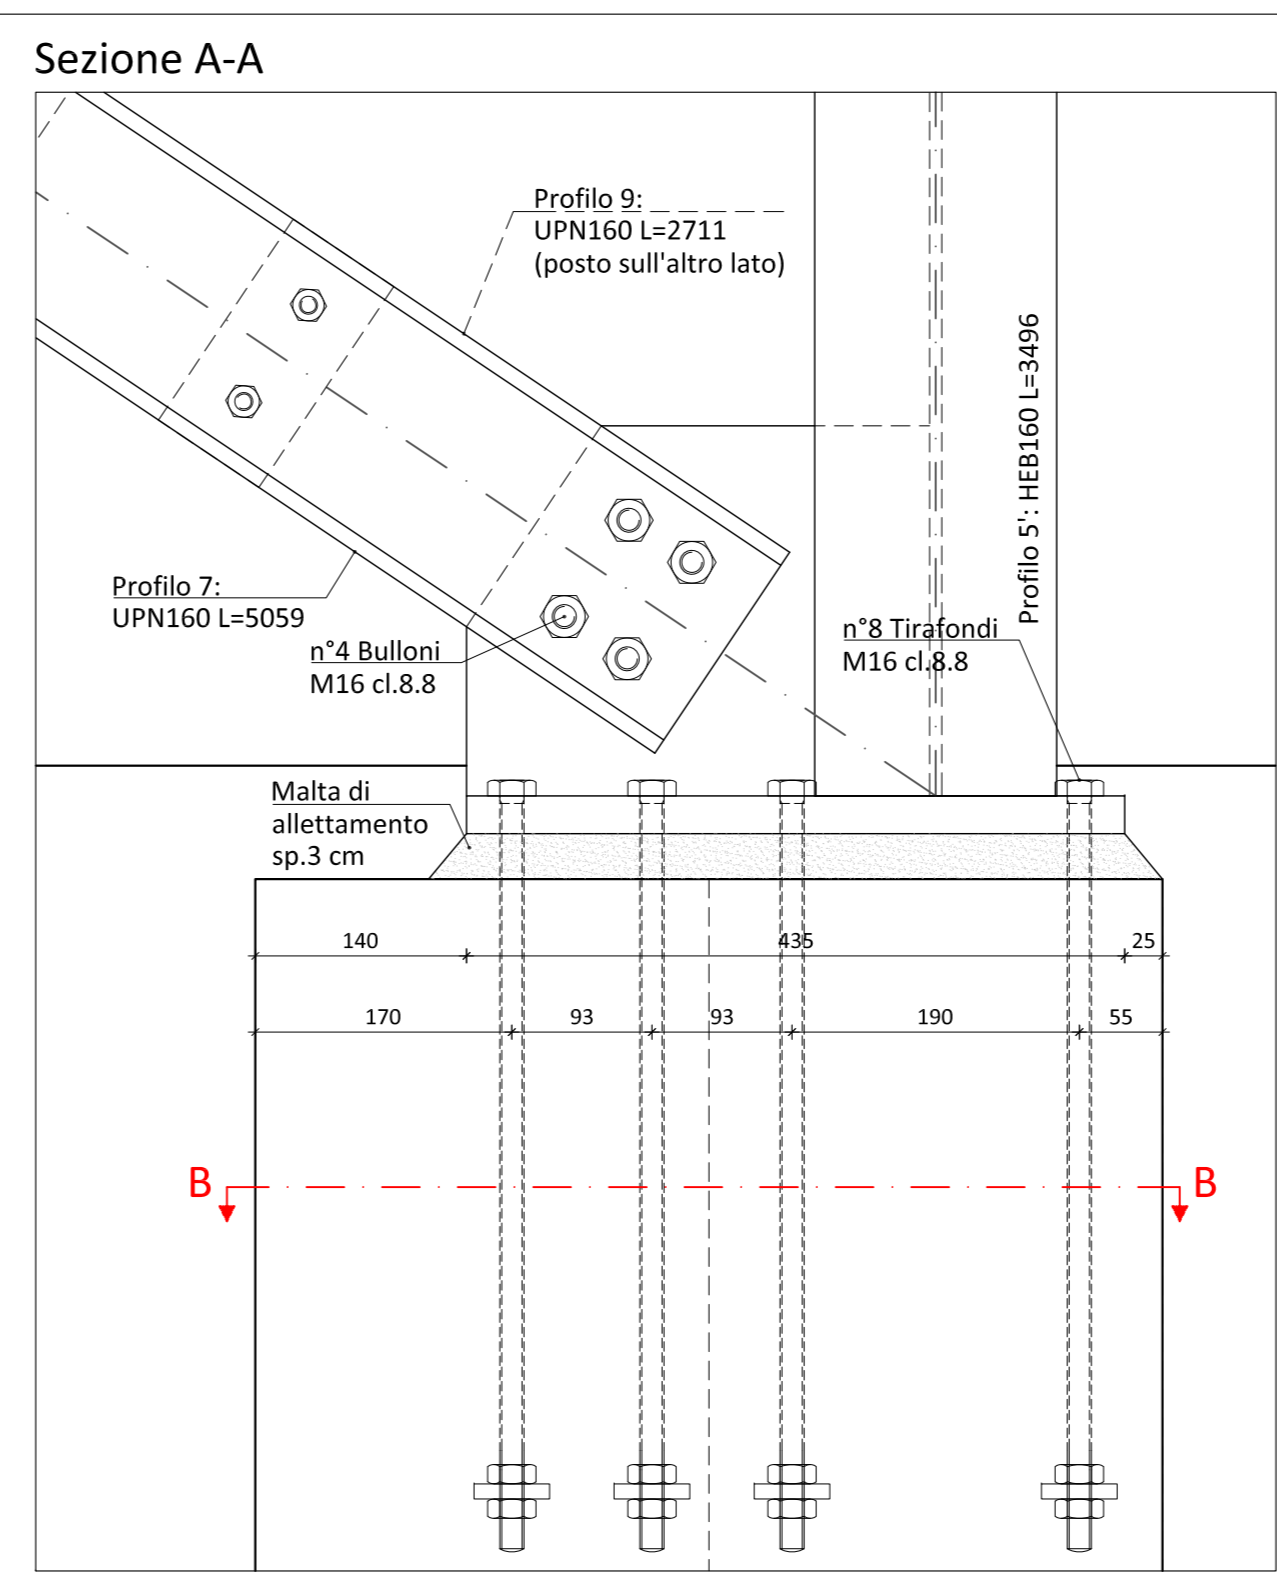 Sezione A-A
Profilo 9:
UPN160 L=2711
(posto sull'altro lato)
Profilo 5': HEB160 L=3496
Profilo 7:
UPN160 L=5059
n°4 Bulloni
M16 cl.8.8
n°8 Tirafondi
M16 cl.8.8
Malta di
allettamento
sp.3 cm
140 435 25
170 93 93 190 55
B B